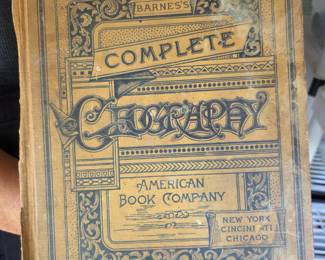 BARNES'S
COMPLETE
GEOGRAPHY
AMERICAN
BOOK COMPANY
NEW YORK
CINCINNATI
CHICAGO